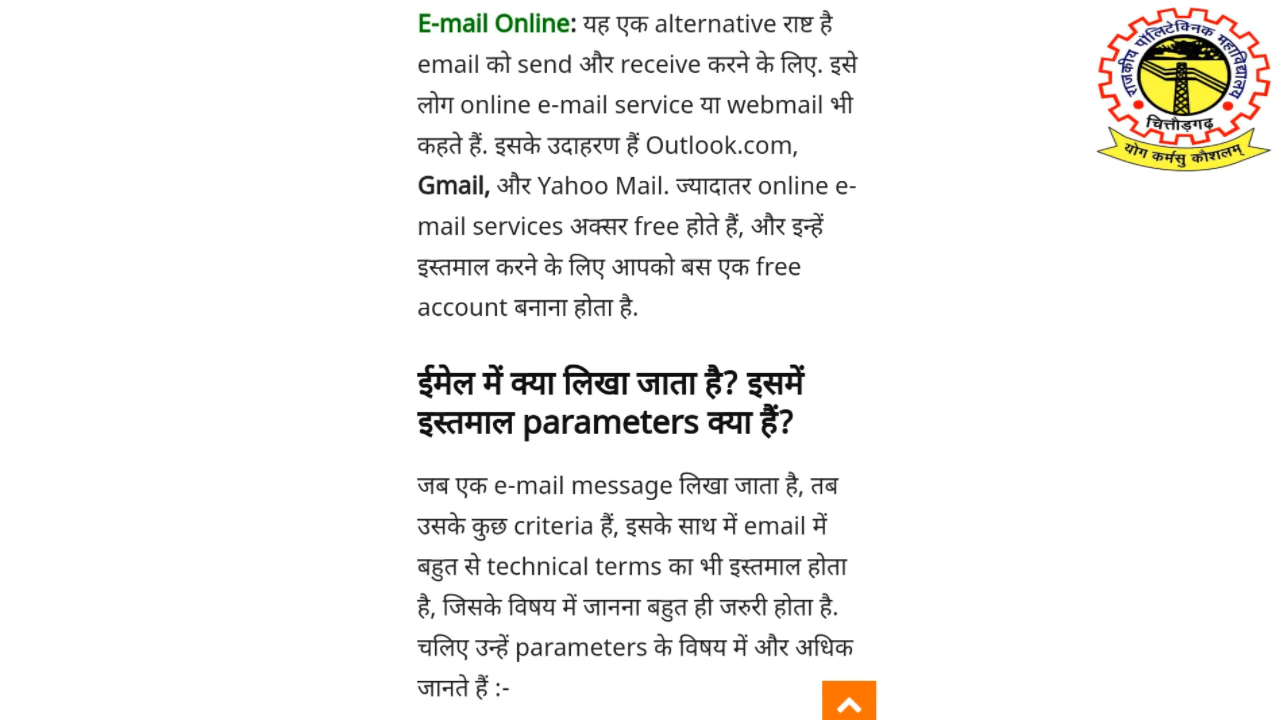 E-mail Online: यह एक alternative राष्ट है
email को send और receive करने के लिए. इसे
लोग online e-mail service या webmail भी
कहते हैं. इसके उदाहरण हैं Outlook.com,
Gmail, और Yahoo Mail. ज्यादातर online e-
mail services अक्सर free होते हैं, और इन्हें
इस्तमाल करने के लिए आपको बस एक free
account बनाना होता है.
ईमेल में क्या लिखा जाता है? इसमें
इस्तमाल parameters क्या हैं?
जब एक e-mail message लिखा जाता है, तब
उसके कुछ criteria हैं, इसके साथ में email में
बहुत से technical terms का भी इस्तमाल होता
है, जिसके विषय में जानना बहुत ही जरुरी होता है.
चलिए उन्हें parameters के विषय में और अधिक
जानते हैं :-
राजकीय पॉलिटेक्निक महाविद्यालय
चित्तौड़गढ़
योग कर्मसु कौशलम्